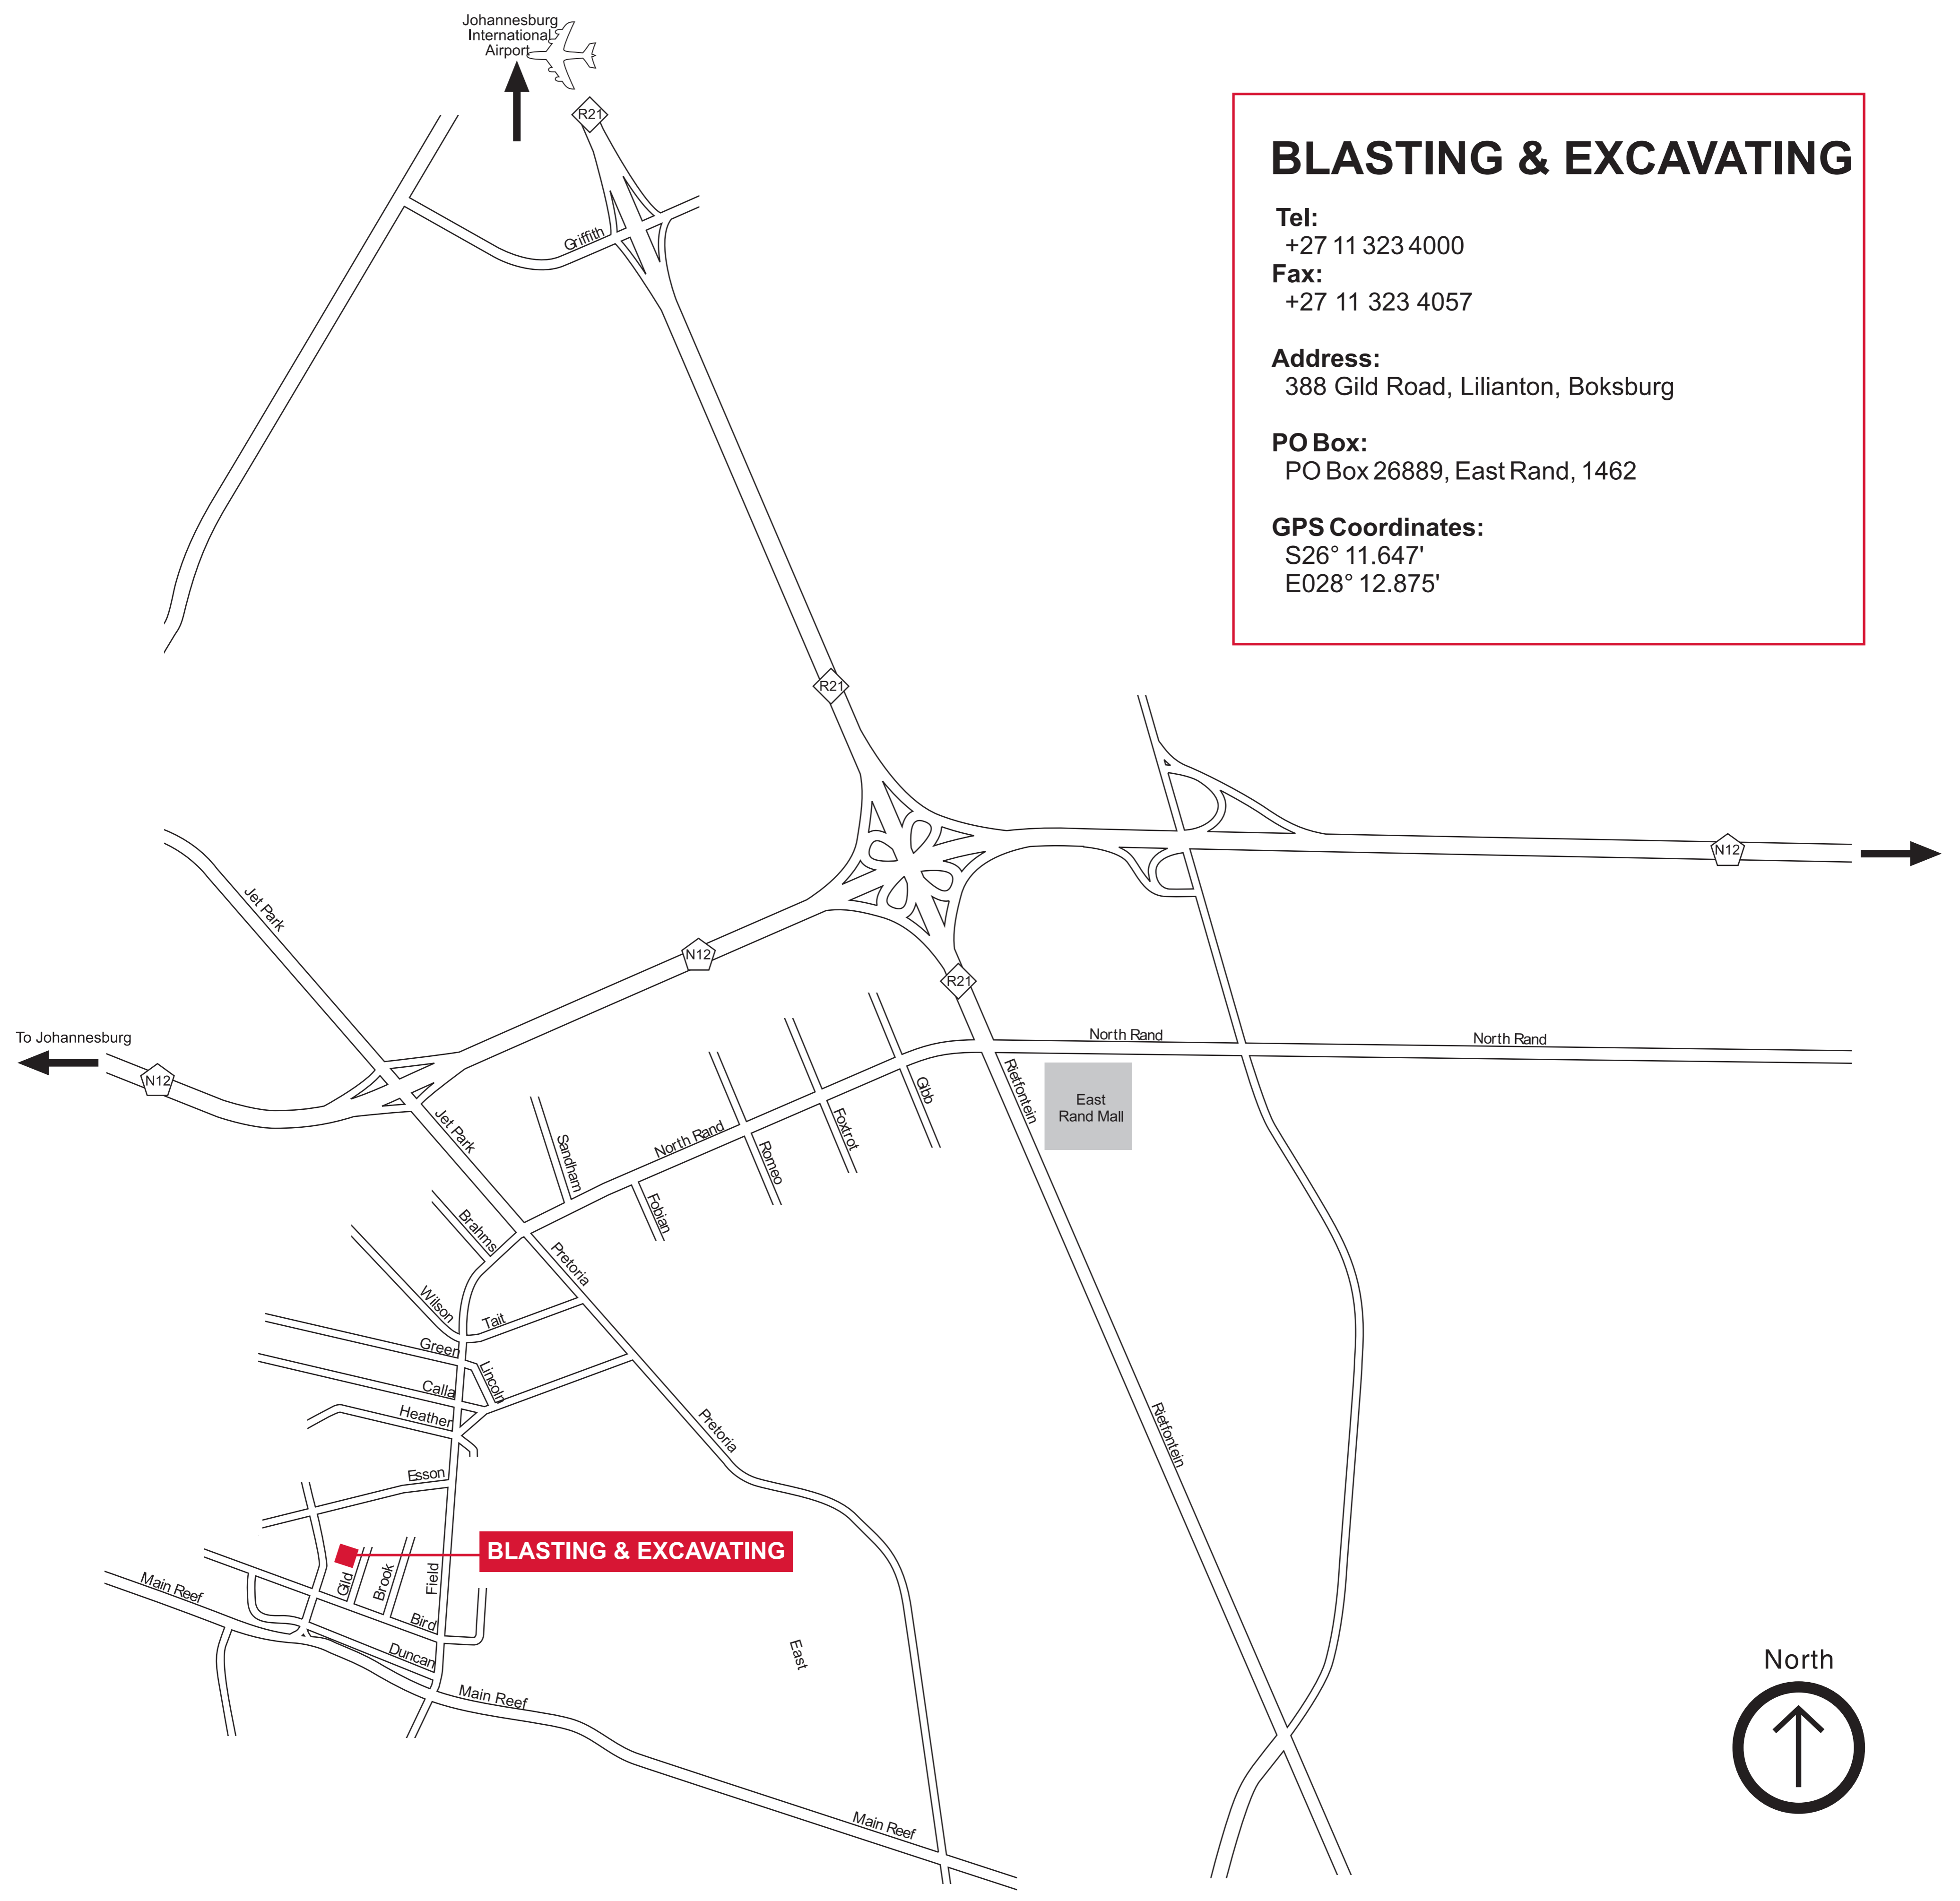 Johannesburg
International
Airport
R21
BLASTING & EXCAVATING
Tel:
+27 11 323 4000
Fax:
+27 11 323 4057
Address:
388 Gild Road, Lilianton, Boksburg
PO Box:
PO Box 26889, East Rand, 1462
GPS Coordinates:
S26° 11.647'
E028° 12.875'
Griffith
R21
N12
Jet Park
N12
R21
To Johannesburg
N12
North Rand
North Rand
Rietfontein
East
Rand Mall
Gibb
Foxtrot
Romeo
North Rand
Jet Park
Sandham
Fobian
Brahms
Pretoria
Wilson
Tait
Green
Lincoln
Calla
Heather
Pretoria
Rietfontein
Esson
BLASTING & EXCAVATING
Gild
Brook
Field
Main Reef
Bird
Duncan
East
Main Reef
Main Reef
North